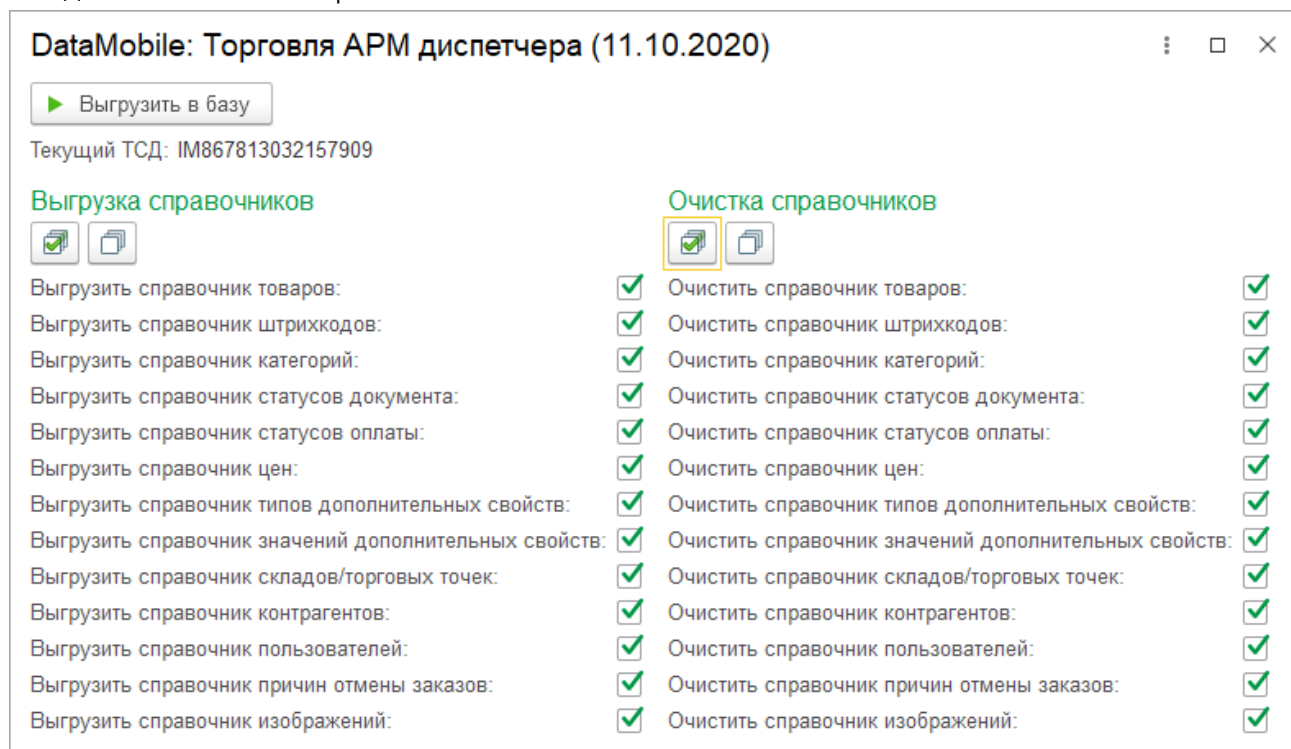 DataMobile: Торговля АРМ диспетчера (11.10.2020)
Выгрузить в базу
Текущий ТСД: IM867813032157909
Выгрузка справочников
Выгрузить справочник товаров:
Выгрузить справочник штрихкодов:
Выгрузить справочник категорий:
Выгрузить справочник статусов документа:
Выгрузить справочник статусов оплаты:
Выгрузить справочник цен:
Выгрузить справочник типов дополнительных свойств:
Выгрузить справочник значений дополнительных свойств:
Выгрузить справочник складов/торговых точек:
Выгрузить справочник контрагентов:
Выгрузить справочник пользователей:
Выгрузить справочник причин отмены заказов:
Выгрузить справочник изображений:
Очистка справочников
Очистить справочник товаров:
Очистить справочник штрихкодов:
Очистить справочник категорий:
Очистить справочник статусов документа:
Очистить справочник статусов оплаты:
Очистить справочник цен:
Очистить справочник типов дополнительных свойств:
Очистить справочник значений дополнительных свойств:
Очистить справочник складов/торговых точек:
Очистить справочник контрагентов:
Очистить справочник пользователей:
Очистить справочник причин отмены заказов:
Очистить справочник изображений: